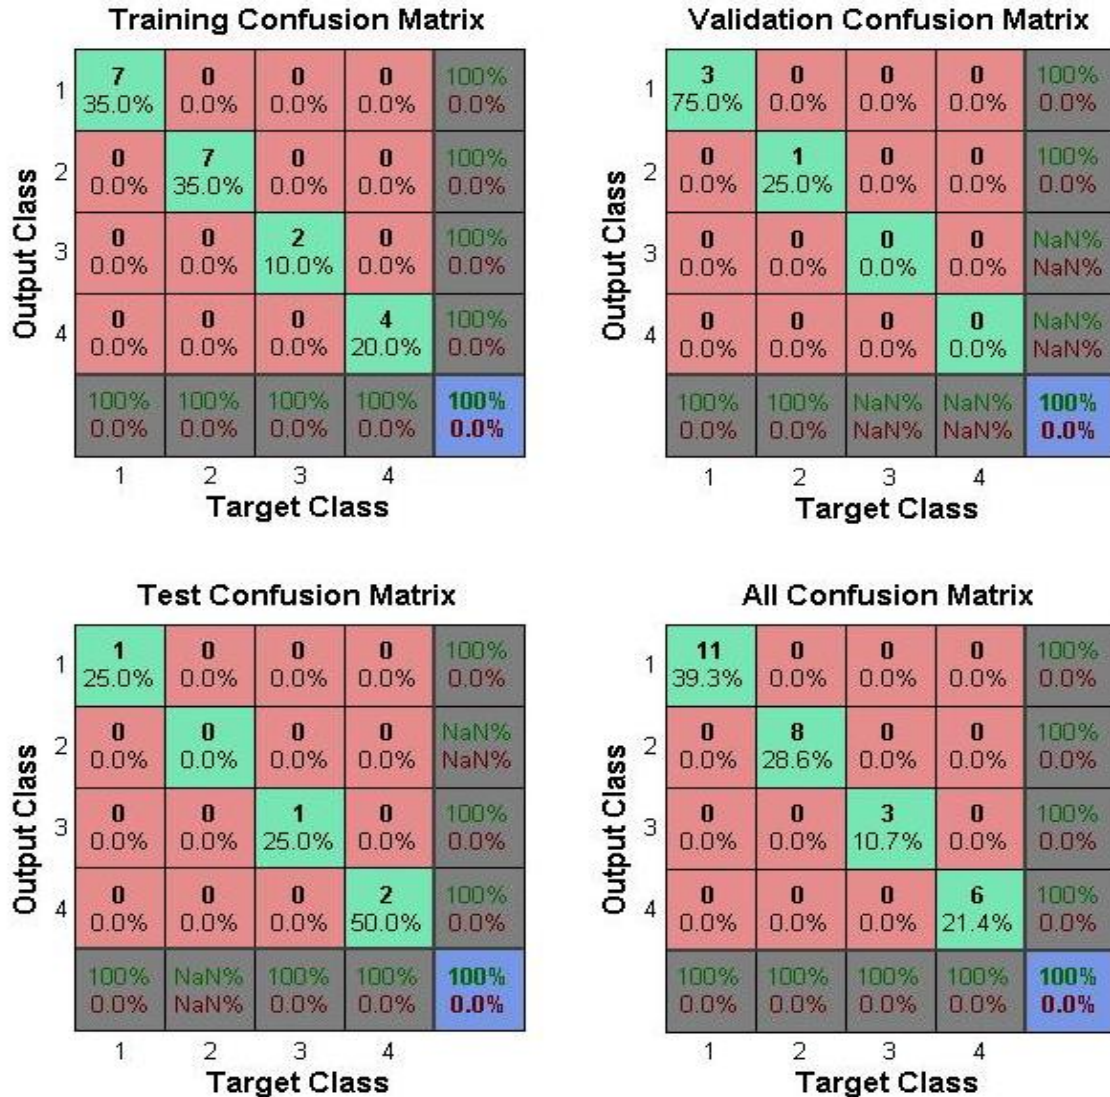 Training Confusion Matrix
Output Class
1 7 0 0 0 100%
35.0% 0.0% 0.0% 0.0% 0.0%
2 0 7 0 0 100%
0.0% 35.0% 0.0% 0.0% 0.0%
3 0 0 2 0 100%
0.0% 0.0% 10.0% 0.0% 0.0%
4 0 0 0 4 100%
0.0% 0.0% 0.0% 20.0% 0.0%
100% 100% 100% 100% 100%
0.0% 0.0% 0.0% 0.0% 0.0%
1 2 3 4
Target Class
Validation Confusion Matrix
Output Class
1 3 0 0 0 100%
75.0% 0.0% 0.0% 0.0% 0.0%
2 0 1 0 0 100%
0.0% 25.0% 0.0% 0.0% 0.0%
3 0 0 0 0 NaN%
0.0% 0.0% 0.0% 0.0% NaN%
4 0 0 0 0 NaN%
0.0% 0.0% 0.0% 0.0% NaN%
100% 100% NaN% NaN% 100%
0.0% 0.0% NaN% NaN% 0.0%
1 2 3 4
Target Class
Test Confusion Matrix
Output Class
1 1 0 0 0 100%
25.0% 0.0% 0.0% 0.0% 0.0%
2 0 0 0 0 NaN%
0.0% 0.0% 0.0% 0.0% NaN%
3 0 0 1 0 100%
0.0% 0.0% 25.0% 0.0% 0.0%
4 0 0 0 2 100%
0.0% 0.0% 0.0% 50.0% 0.0%
100% NaN% 100% 100% 100%
0.0% NaN% 0.0% 0.0% 0.0%
1 2 3 4
Target Class
All Confusion Matrix
Output Class
1 11 0 0 0 100%
39.3% 0.0% 0.0% 0.0% 0.0%
2 0 8 0 0 100%
0.0% 28.6% 0.0% 0.0% 0.0%
3 0 0 3 0 100%
0.0% 0.0% 10.7% 0.0% 0.0%
4 0 0 0 6 100%
0.0% 0.0% 0.0% 21.4% 0.0%
100% 100% 100% 100% 100%
0.0% 0.0% 0.0% 0.0% 0.0%
1 2 3 4
Target Class